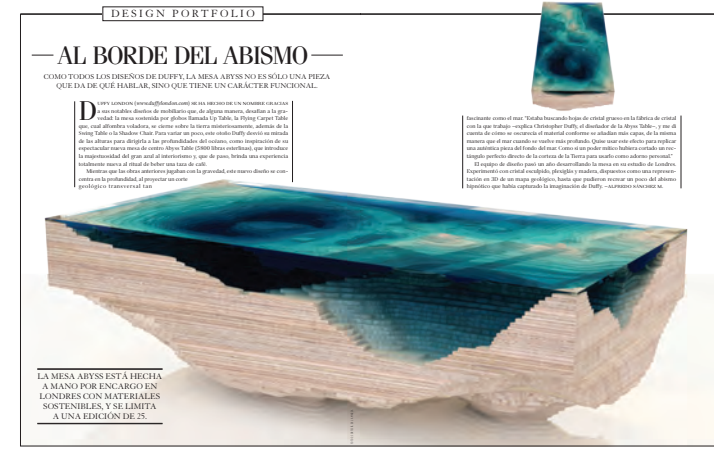 DESIGN PORTFOLIO
AL BORDE DEL ABISMO
COMO TODOS LOS DISEÑOS DE DUFFY, LA MESA ABYSS NO ES SÓLO UNA PIEZA
QUE DA DE QUÉ HABLAR, SINO QUE TIENE UN CARÁCTER FUNCIONAL.
DUFFY LONDON (www.duffylondon.com) SE HA HECHO DE UN NOMBRE GRACIAS
a sus notables diseños de mobiliario que, de alguna manera, desafían a la gra-
vedad: la mesa sostenida por globos llamada Up Table, la Flying Carpet Table
que, cual alfombra voladora, se cierne sobre la tierra misteriosamente, además de la
Swing Table o la Shadow Chair. Para variar un poco, este otoño Duffy desvió su mirada
de las alturas para dirigirla a las profundidades del océano, como inspiración de su
espectacular nueva mesa de centro Abyss Table (5800 libras esterlinas), que introduce
la majestuosidad del gran azul al interiorismo y, que de paso, brinda una experiencia
totalmente nueva al ritual de beber una taza de café.
Mientras que las obras anteriores jugaban con la gravedad, este nuevo diseño se con-
centra en la profundidad, al proyectar un corte
geológico transversal tan
fascinante como el mar. "Estaba buscando hojas de cristal grueso en la fábrica de cristal
con la que trabajo –explica Christopher Duffy, el diseñador de la Abyss Table–, y me di
cuenta de cómo se oscurecía el material conforme se añadían más capas; de la misma
manera que el mar cuando se vuelve más profundo. Quise usar este efecto para replicar
una auténtica pieza del fondo del mar. Como si un poder mítico hubiera cortado un rec-
tángulo perfecto directo de la corteza de la Tierra para usarlo como adorno personal."
El equipo de diseño pasó un año desarrollando la mesa en su estudio de Londres.
Experimentó con cristal esculpido, plexiglás y madera, dispuestos como una represen-
tación en 3D de un mapa geológico, hasta que pudieron recrear un poco del abismo
hipnótico que había capturado la imaginación de Duffy. –ALFREDO SÁNCHEZ M.
LA MESA ABYSS ESTÁ HECHA
A MANO POR ENCARGO EN
LONDRES CON MATERIALES
SOSTENIBLES, Y SE LIMITA
A UNA EDICIÓN DE 25.